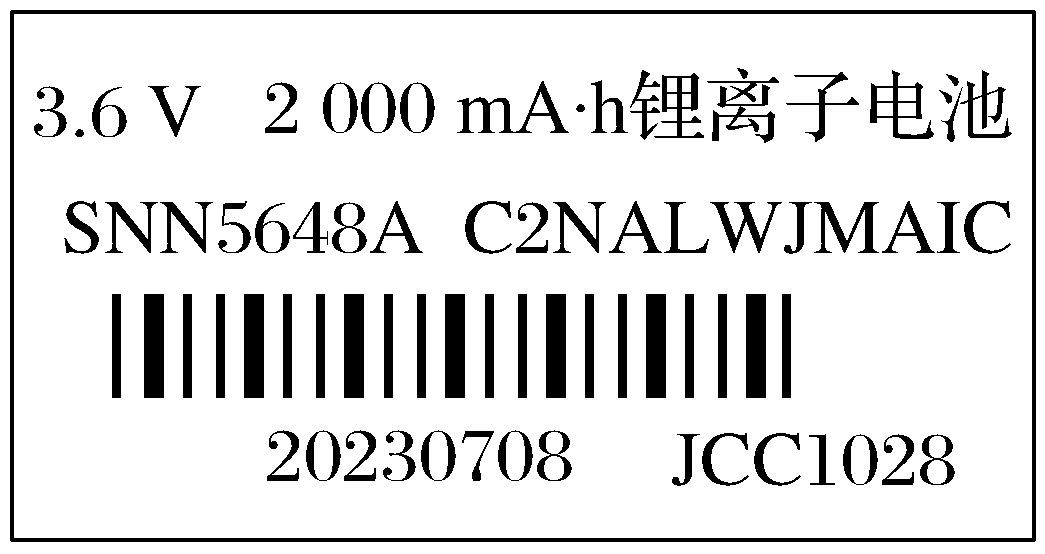 3.6 V 2 000 mA·h锂离子电池
SNN5648A C2NALWJMAIC
20230708 JCC1028